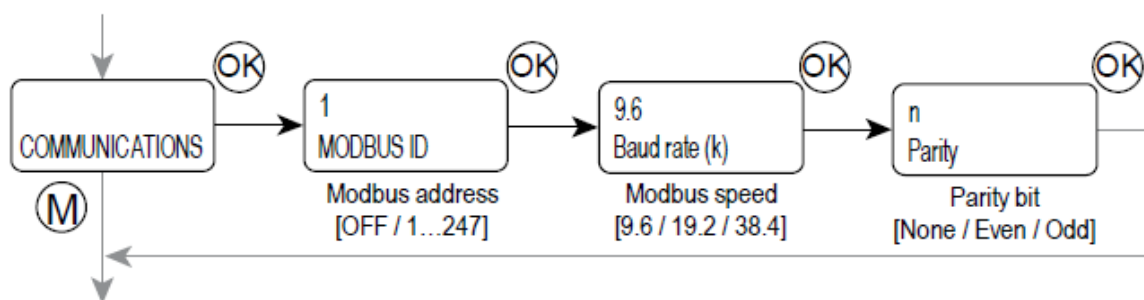 OK
OK
OK
OK
COMMUNICATIONS
1
MODBUS ID
9.6
Baud rate (k)
n
Parity
M
Modbus address
[OFF / 1...247]
Modbus speed
[9.6 / 19.2 / 38.4]
Parity bit
[None / Even / Odd]